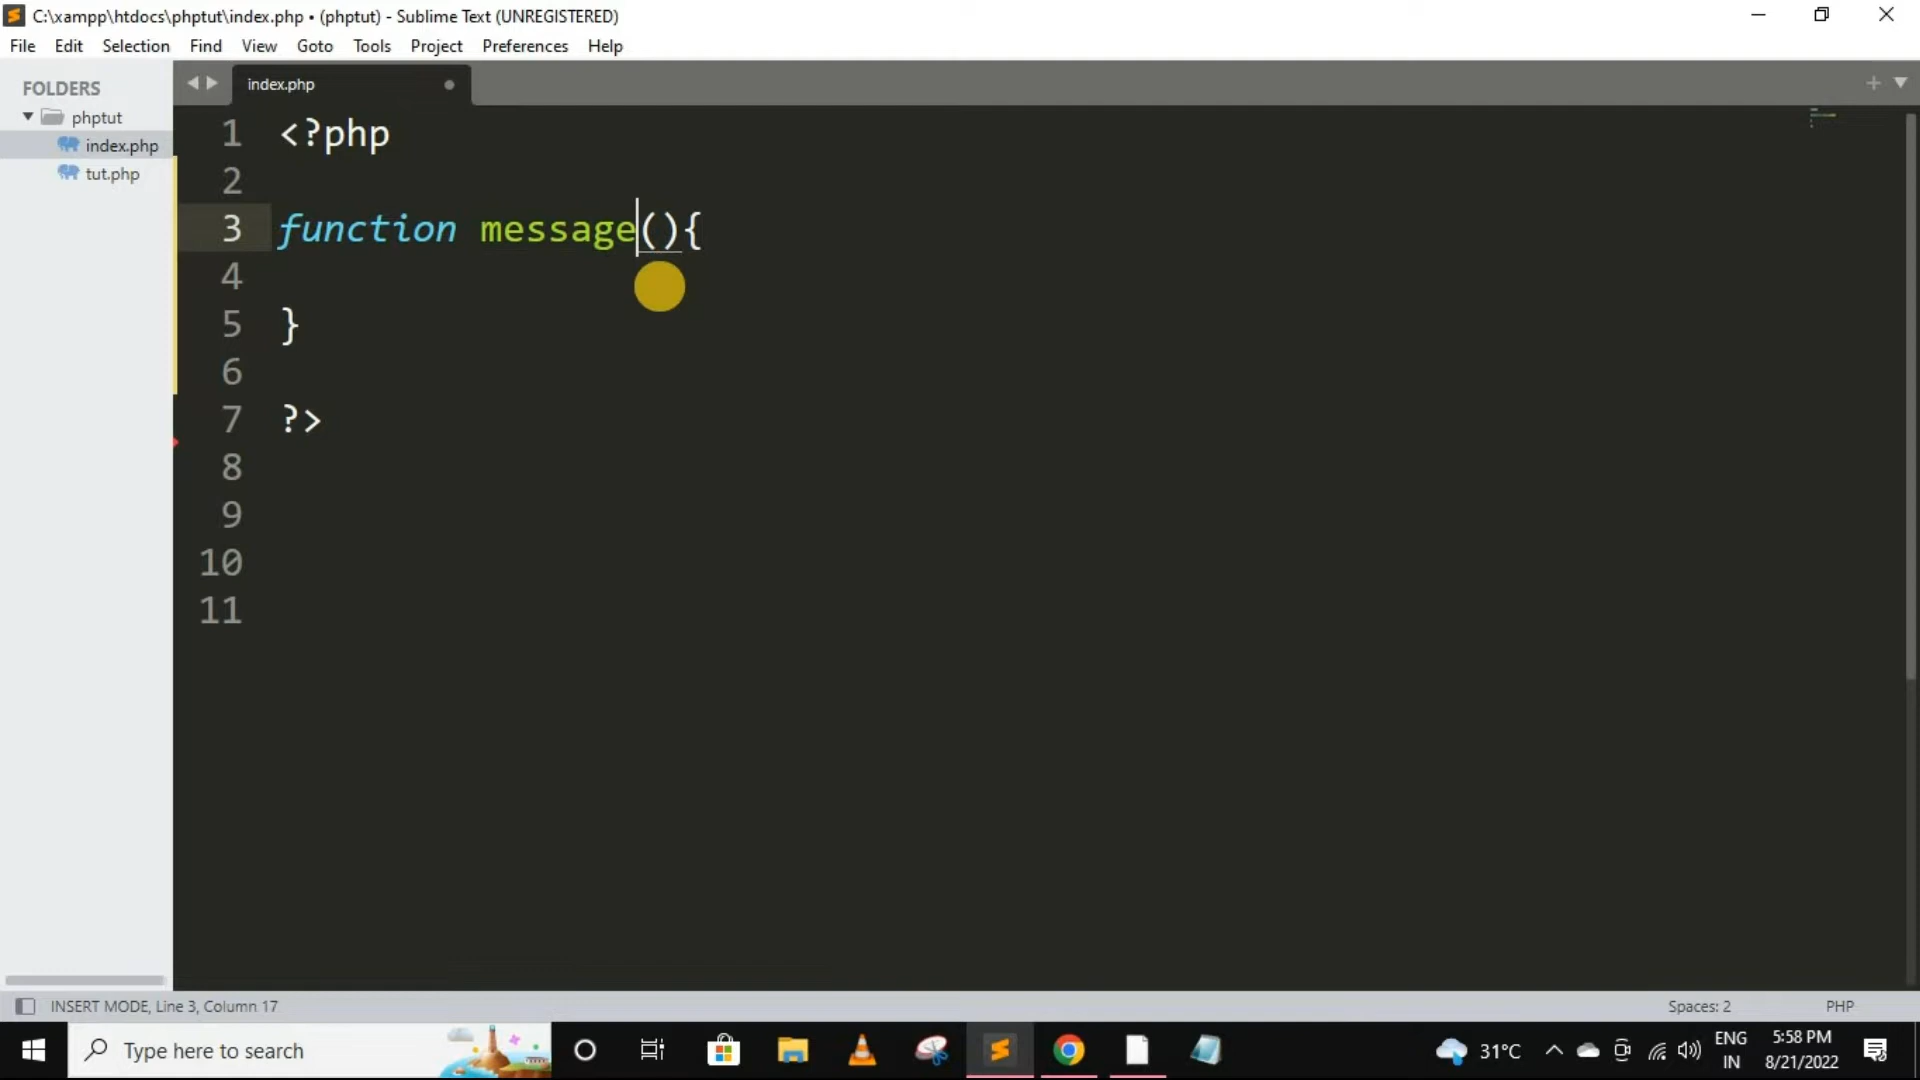 C:\xampp\htdocs\phptut\index.php • (phptut) - Sublime Text (UNREGISTERED)
File Edit Selection Find View Goto Tools Project Preferences Help
FOLDERS
phptut
index.php
tut.php
index.php
1 <?php
2
3 function message(){
4
5 }
6
7 ?>
8
9
10
11
INSERT MODE, Line 3, Column 17
Spaces: 2
PHP
Type here to search
31°C
ENG
IN
5:58 PM
8/21/2022